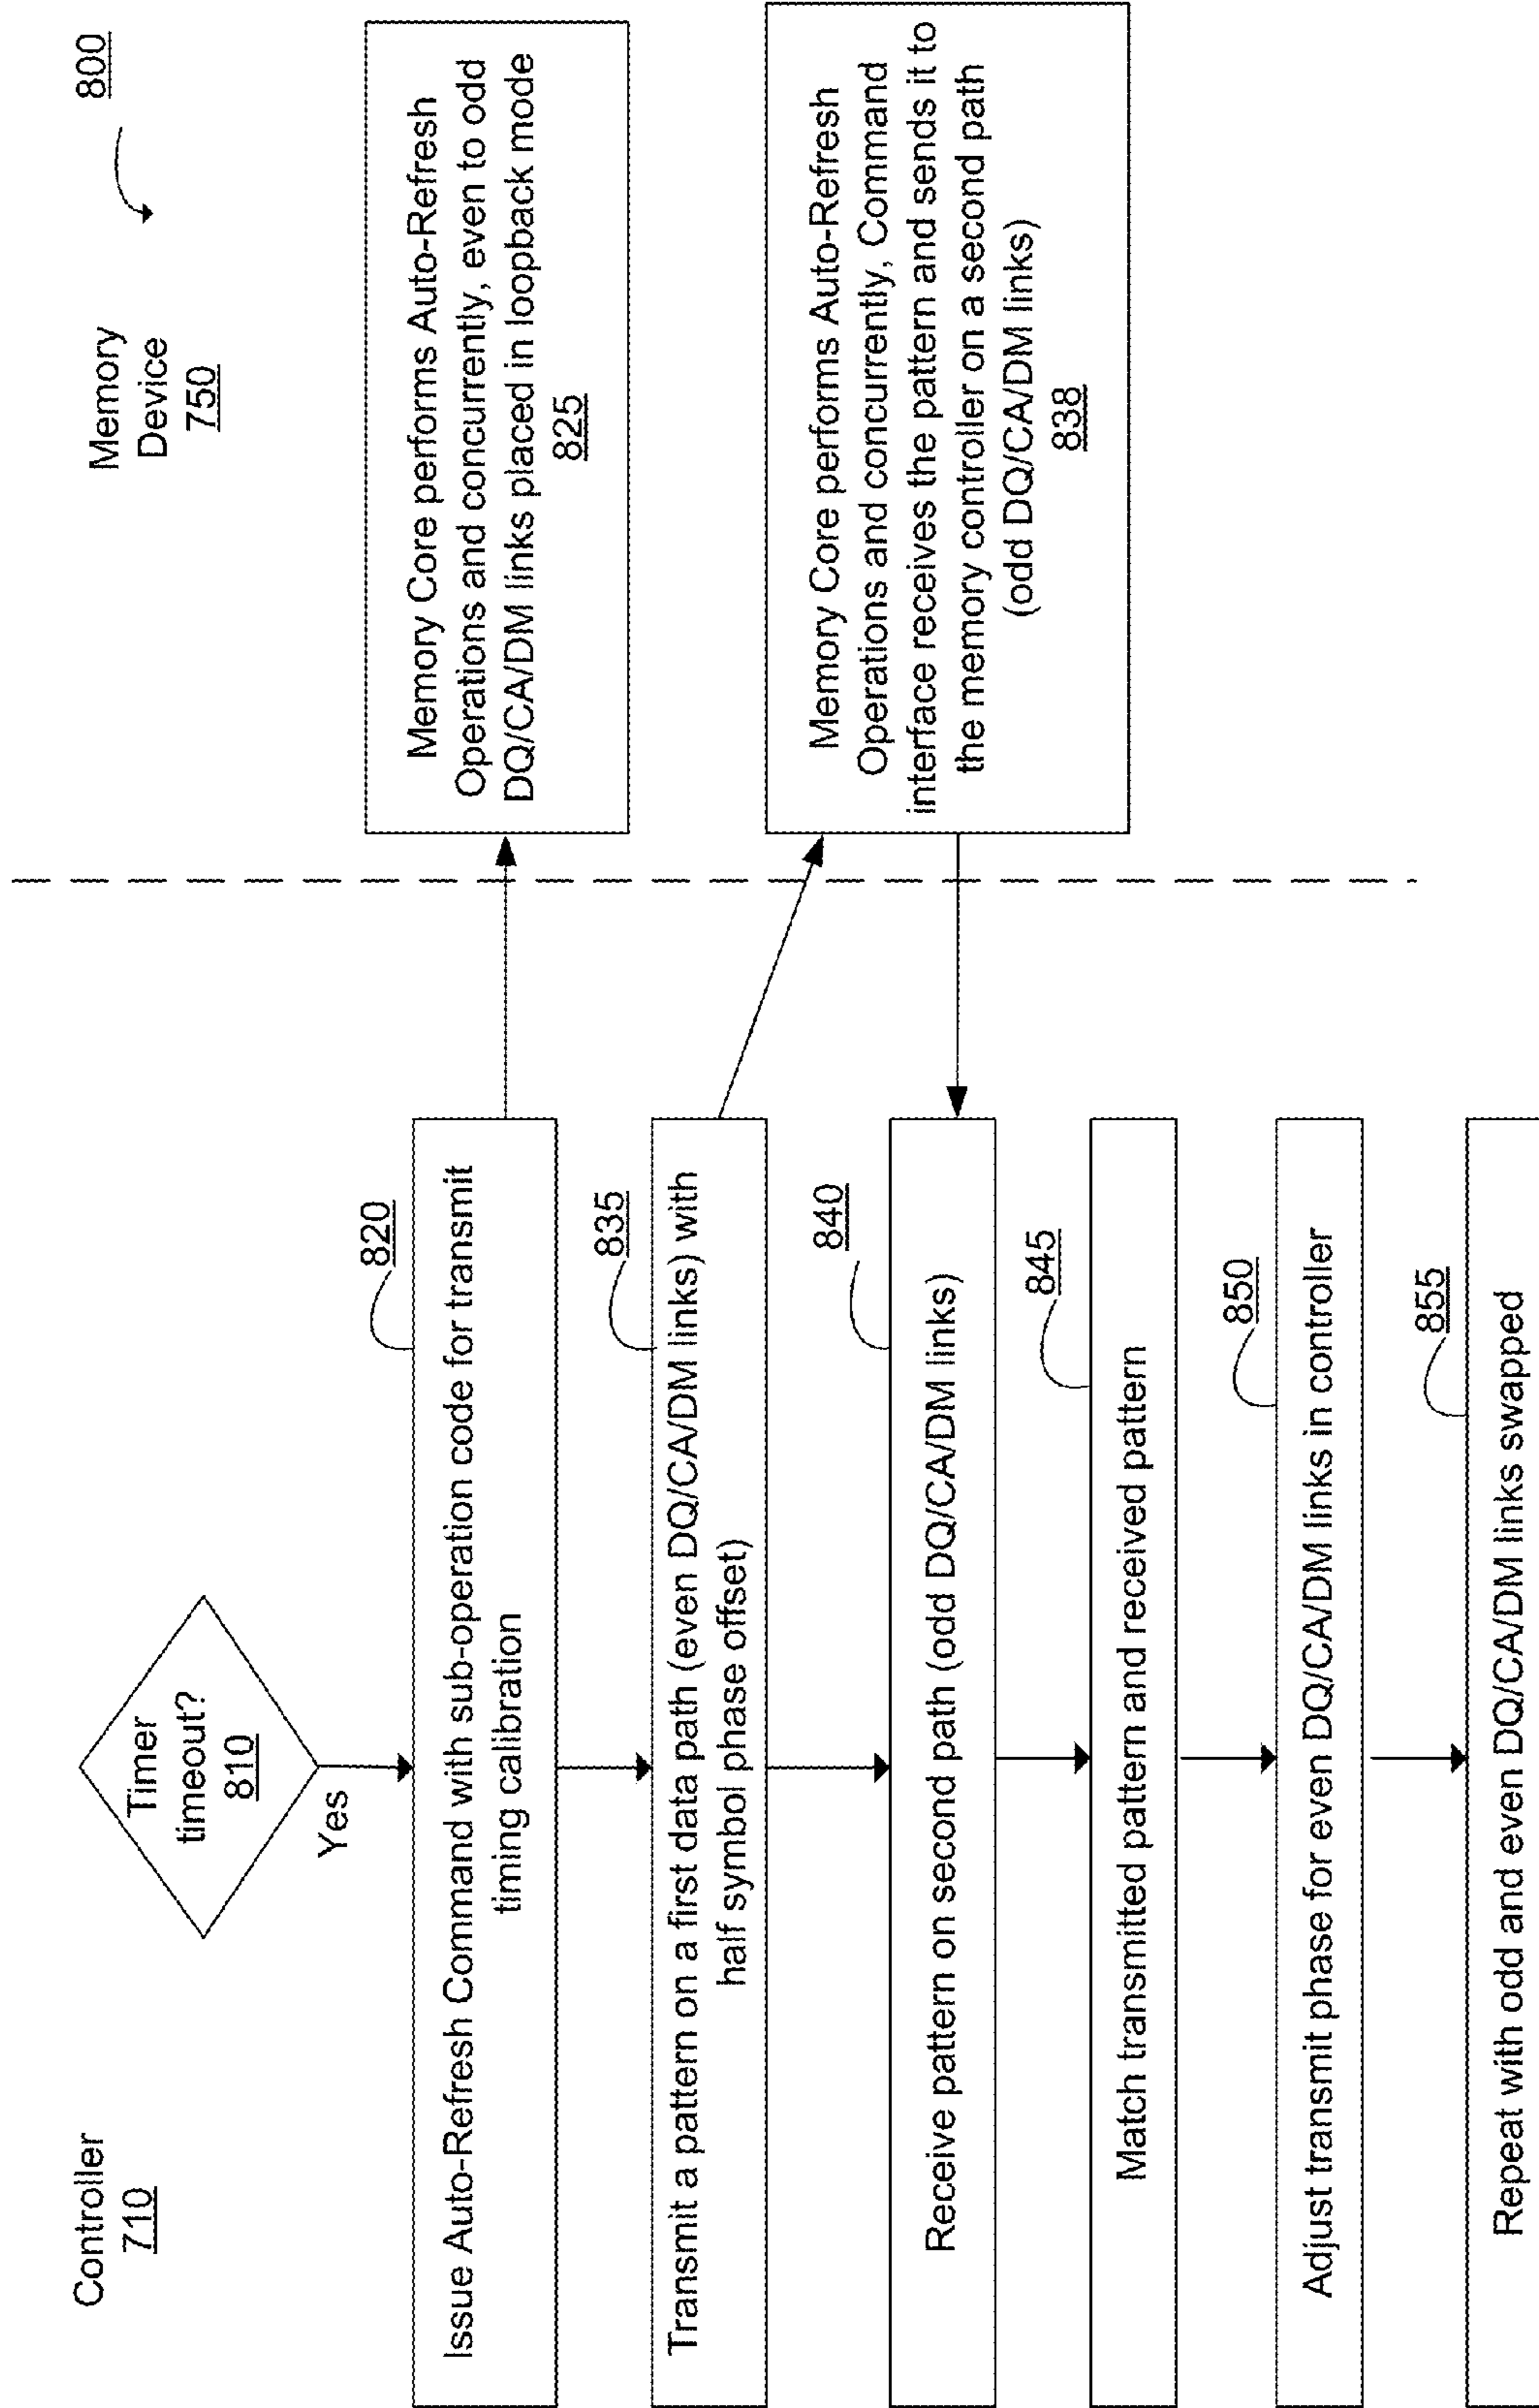 800
Controller
710
Memory
Device
750
Timer
timeout?
810
Yes
820
Issue Auto-Refresh Command with sub-operation code for transmit
timing calibration
Memory Core performs Auto-Refresh
Operations and concurrently, even to odd
DQ/CA/DM links placed in loopback mode
825
835
Transmit a pattern on a first data path (even DQ/CA/DM links) with
half symbol phase offset)
Memory Core performs Auto-Refresh
Operations and concurrently, Command
interface receives the pattern and sends it to
the memory controller on a second path
(odd DQ/CA/DM links)
838
840
Receive pattern on second path (odd DQ/CA/DM links)
845
Match transmitted pattern and received pattern
850
Adjust transmit phase for even DQ/CA/DM links in controller
855
Repeat with odd and even DQ/CA/DM links swapped